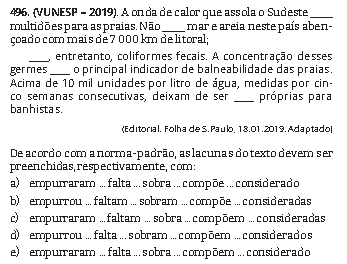 496. (VUNESP – 2019). A onda de calor que assola o Sudeste ____
multidões para as praias. Não ____ mar e areia neste país aben-
çoado com mais de 7 000 km de litoral;
____, entretanto, coliformes fecais. A concentração desses
germes ____ o principal indicador de balneabilidade das praias.
Acima de 10 mil unidades por litro de água, medidas por cin-
co semanas consecutivas, deixam de ser ____ próprias para
banhistas.
(Editorial. Folha de S.Paulo, 18.01.2019. Adaptado)
De acordo com a norma-padrão, as lacunas do texto devem ser
preenchidas, respectivamente, com:
a) empurraram ... falta ... sobra ... compõe ... considerado
b) empurrou ... faltam ... sobram ... compõe ... consideradas
c) empurraram ... faltam ... sobra ... compõem ... consideradas
d) empurrou ... falta ... sobram ... compõem ... considerados
e) empurraram ... falta ... sobra ... compõem ... considerado